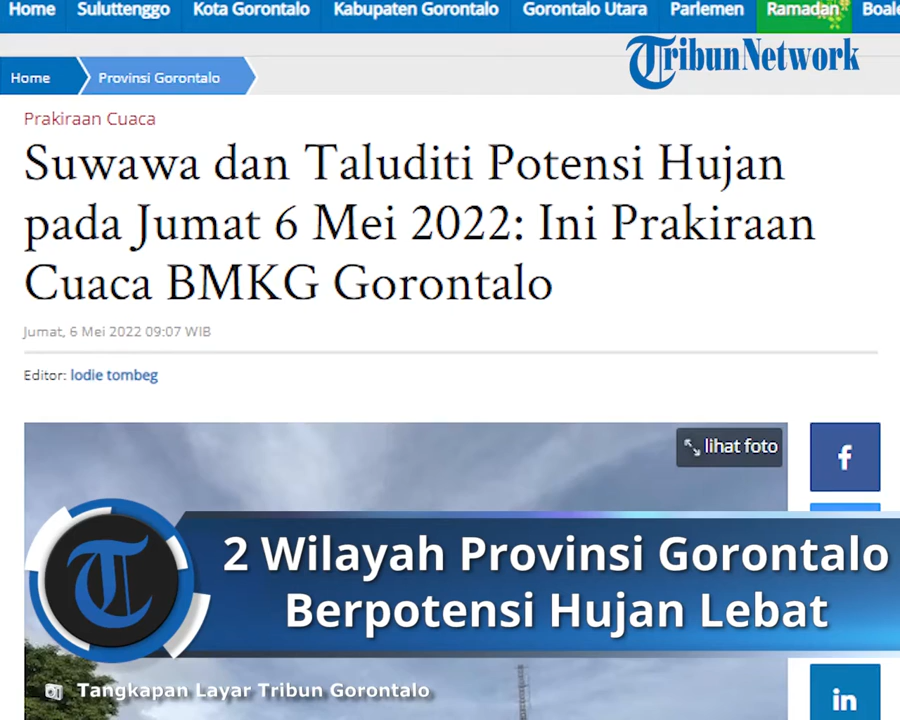 Home Suluttenggo Kota Gorontalo Kabupaten Gorontalo Gorontalo Utara Parlemen Ramadan Boale
TribunNetwork
Home Provinsi Gorontalo
Prakiraan Cuaca
Suwawa dan Taluditi Potensi Hujan
pada Jumat 6 Mei 2022: Ini Prakiraan
Cuaca BMKG Gorontalo
Jumat, 6 Mei 2022 09:07 WIB
Editor: lodie tombeg
lihat foto
f
T
2 Wilayah Provinsi Gorontalo
Berpotensi Hujan Lebat
Tangkapan Layar Tribun Gorontalo
in